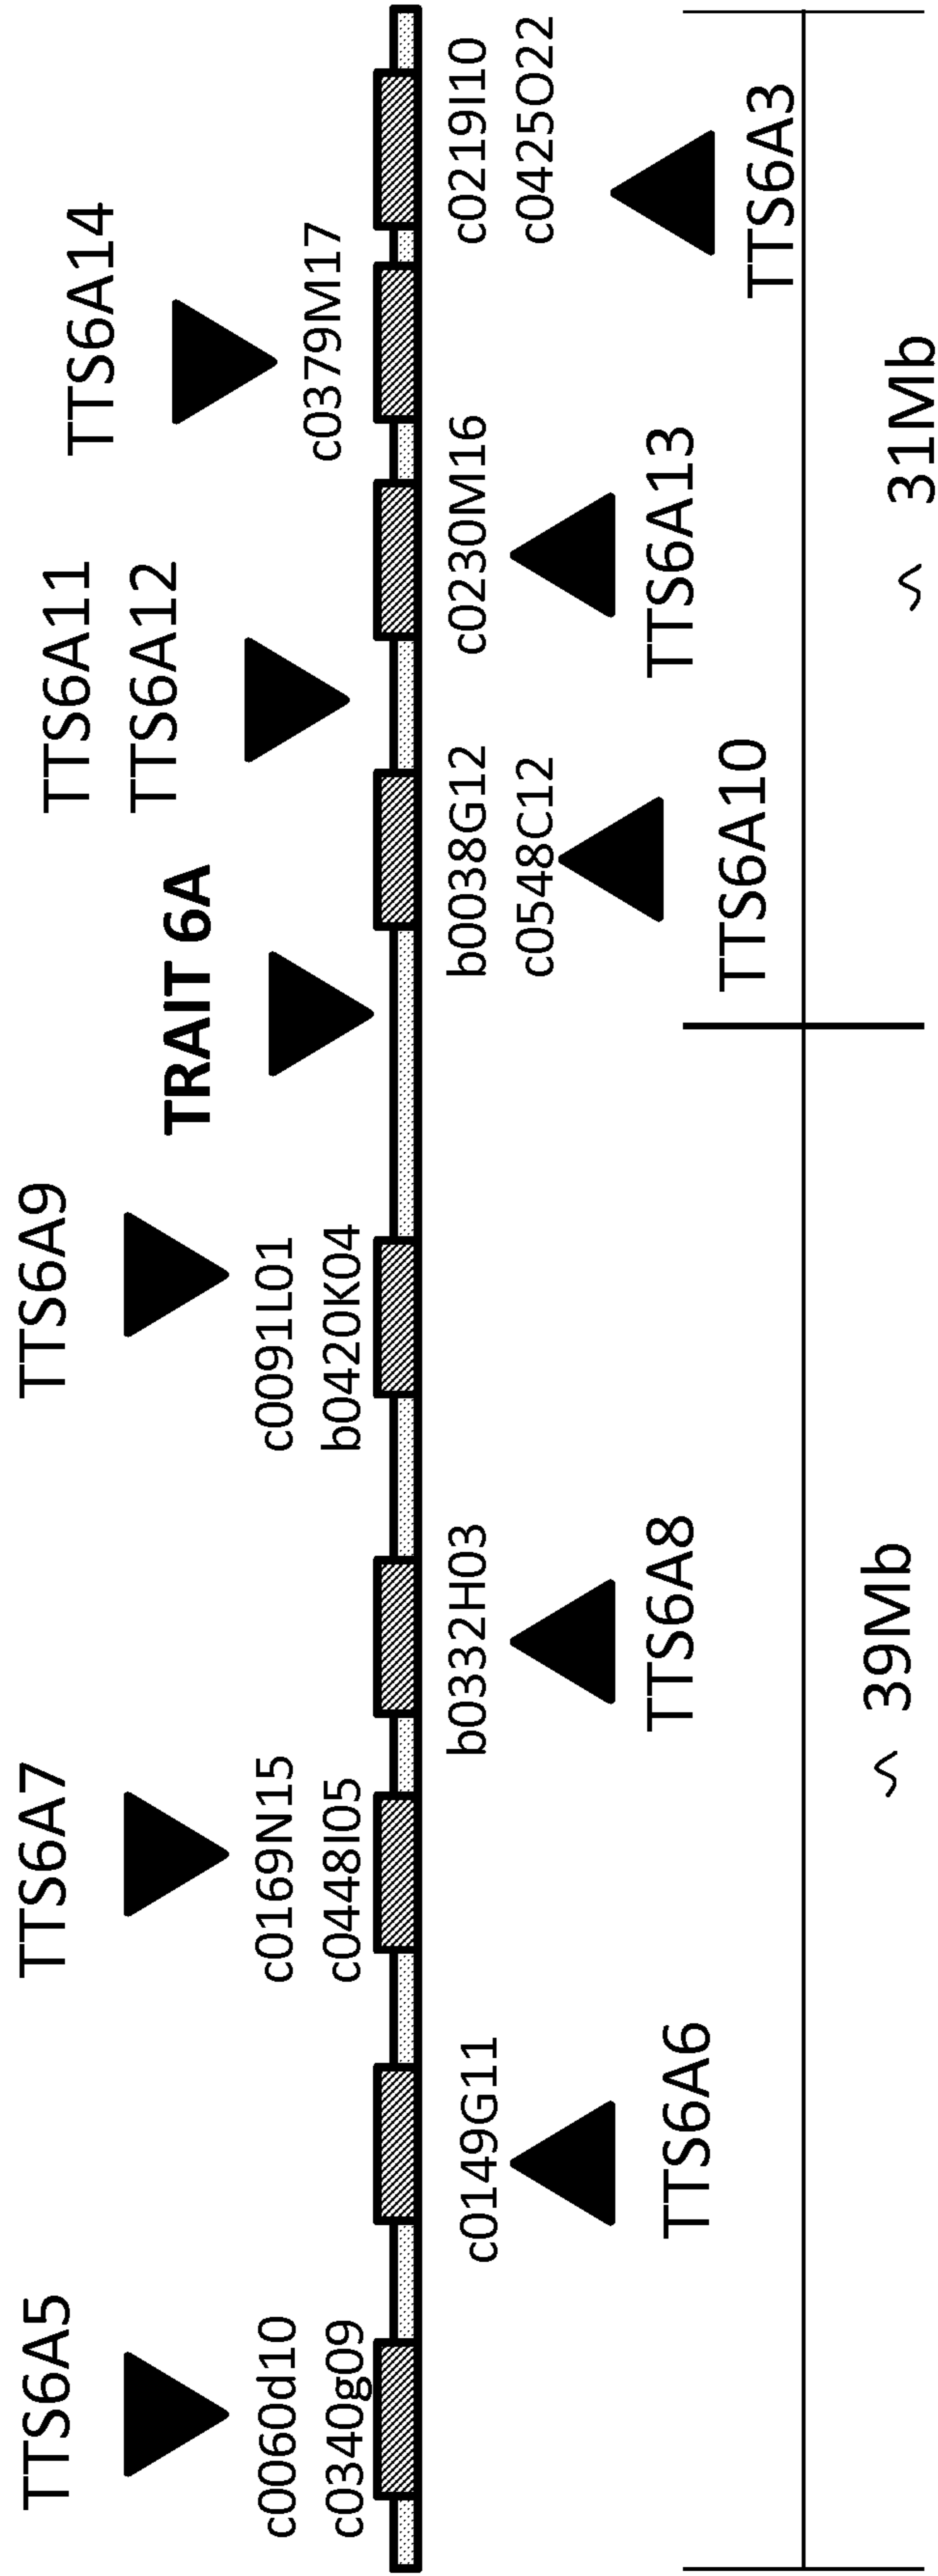 TTS6A5
c0060d10
c0340g09
c0149G11
TTS6A6
TTS6A7
c0169N15
c0448I05
b0332H03
TTS6A8
TTS6A9
c0091L01
b0420K04
TRAIT 6A
b0038G12
c0548C12
TTS6A10
TTS6A11
TTS6A12
c0230M16
TTS6A13
TTS6A14
c0379M17
c0219I10
c0425O22
TTS6A3
~ 39Mb
~ 31Mb